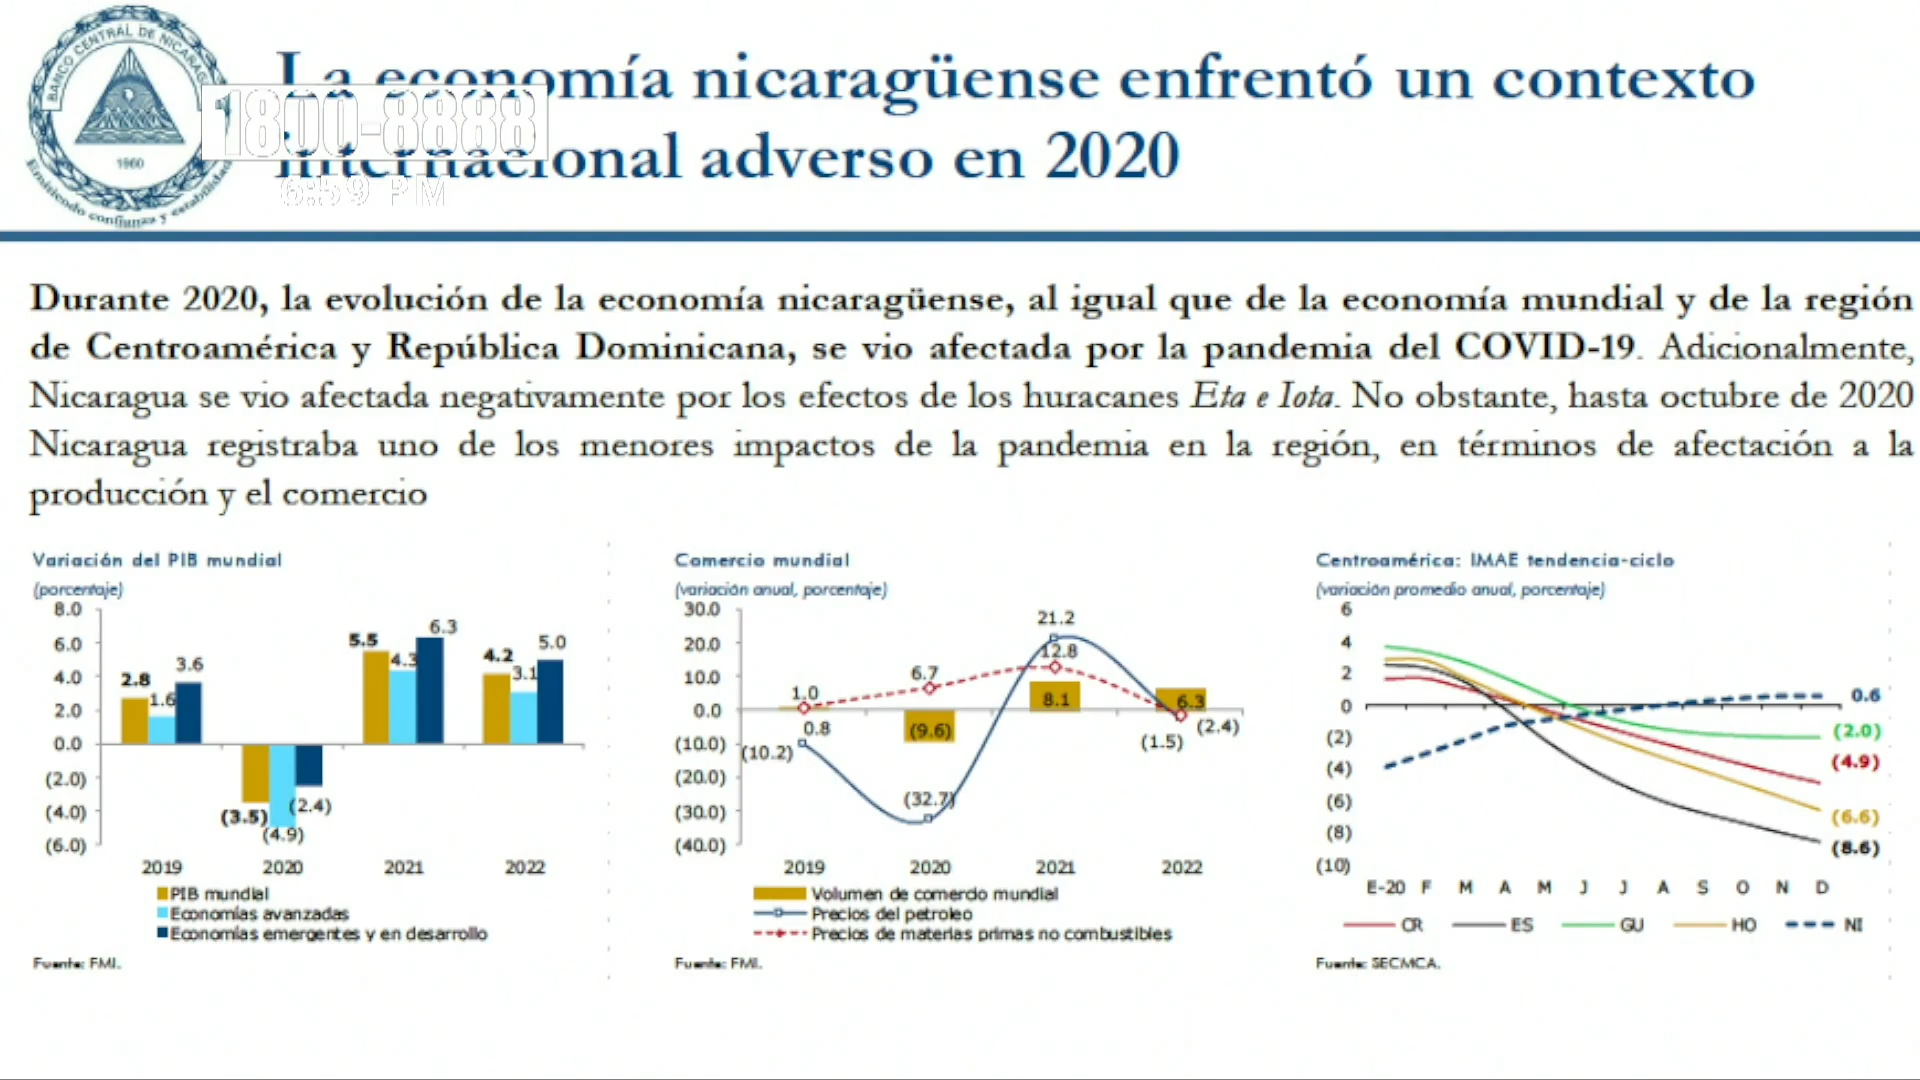 BANCO CENTRAL DE NICARAGUA
1960
Emitiendo confianza y estabilidad
La economía nicaragüense enfrentó un contexto
internacional adverso en 2020
1800-8888
6:59 PM
Durante 2020, la evolución de la economía nicaragüense, al igual que de la economía mundial y de la región
de Centroamérica y República Dominicana, se vio afectada por la pandemia del COVID-19. Adicionalmente,
Nicaragua se vio afectada negativamente por los efectos de los huracanes Eta e Iota. No obstante, hasta octubre de 2020
Nicaragua registraba uno de los menores impactos de la pandemia en la región, en términos de afectación a la
producción y el comercio
Variación del PIB mundial
(porcentaje)
8.0
6.0
4.0
2.0
0.0
(2.0)
(4.0)
(6.0)
2.8
1.6
3.6
(3.5)
(4.9)
(2.4)
5.5
4.3
6.3
4.2
3.1
5.0
2019 2020 2021 2022
PIB mundial
Economías avanzadas
Economías emergentes y en desarrollo
Fuente: FMI.
Comercio mundial
(variación anual, porcentaje)
30.0
20.0
10.0
0.0
(10.0)
(20.0)
(30.0)
(40.0)
1.0
0.8
(10.2)
6.7
(9.6)
(32.7)
21.2
12.8
8.1
6.3
(1.5)
(2.4)
2019 2020 2021 2022
Volumen de comercio mundial
Precios del petroleo
Precios de materias primas no combustibles
Fuente: FMI.
Centroamérica: IMAE tendencia-ciclo
(variación promedio anual, porcentaje)
6
4
2
0
(2)
(4)
(6)
(8)
(10)
0.6
(2.0)
(4.9)
(6.6)
(8.6)
E-20 F M A M J J A S O N D
CR ES GU HO NI
Fuente: SECMCA.